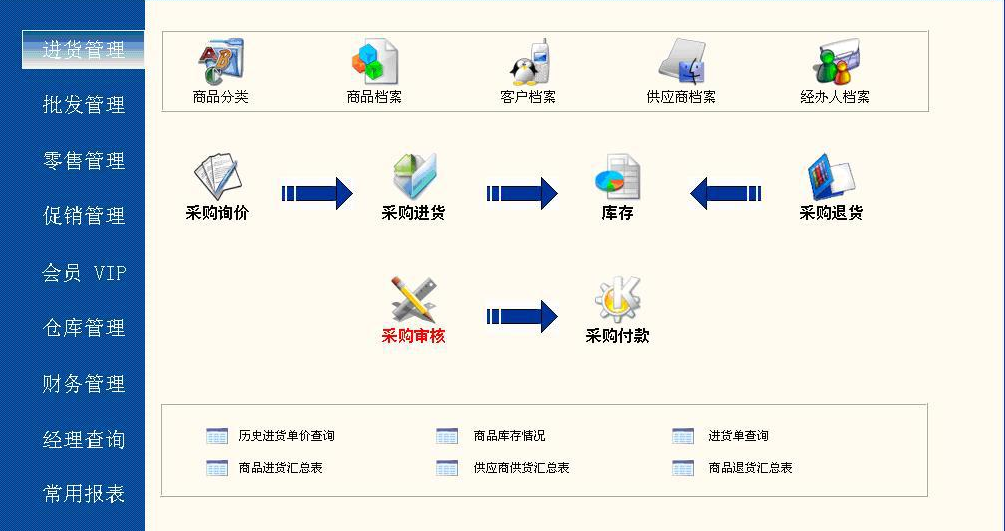 进货管理
批发管理
零售管理
促销管理
会员 VIP
仓库管理
财务管理
经理查询
常用报表
商品分类 商品档案 客户档案 供应商档案 经办人档案
采购询价 采购进货 库存 采购退货
采购审核 采购付款
历史进货单价查询 商品库存情况 进货单查询
商品进货汇总表 供应商供货汇总表 商品退货汇总表